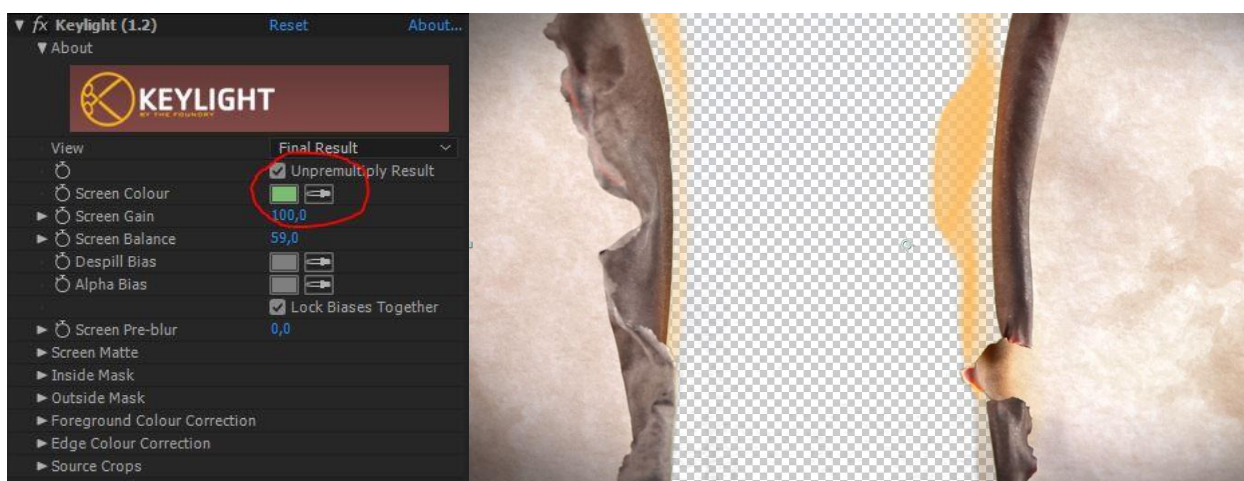 fx Keylight (1.2) Reset About...
About
KEYLIGHT
BY THE FOUNDRY
View Final Result
Unpremultiply Result
Screen Colour
Screen Gain 100,0
Screen Balance 59,0
Despill Bias
Alpha Bias
Lock Biases Together
Screen Pre-blur 0,0
Screen Matte
Inside Mask
Outside Mask
Foreground Colour Correction
Edge Colour Correction
Source Crops